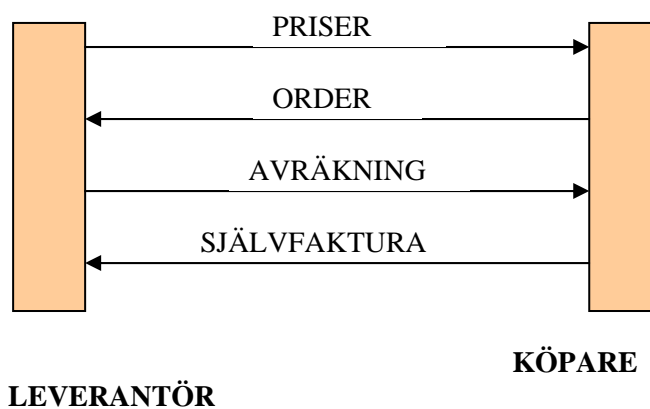 PRISER
ORDER
AVRÄKNING
SJÄLVFAKTURA
KÖPARE
LEVERANTÖR